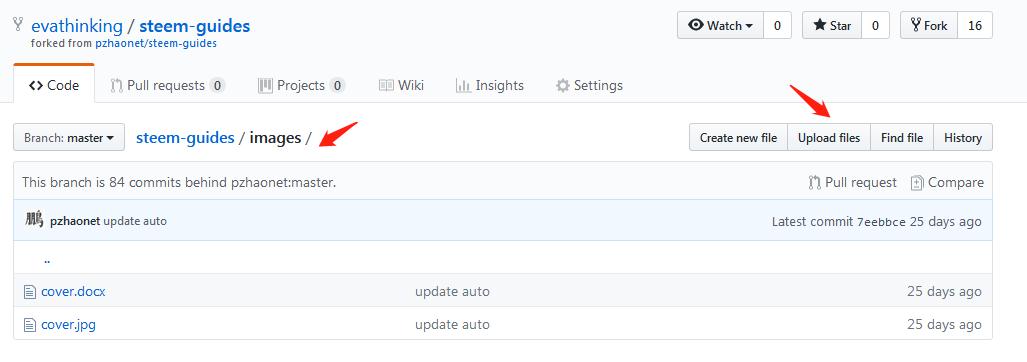 evathinking / steem-guides
forked from pzhaonet/steem-guides
Watch 0 Star 0 Fork 16
Code Pull requests 0 Projects 0 Wiki Insights Settings
Branch: master steem-guides / images / Create new file Upload files Find file History
This branch is 84 commits behind pzhaonet:master. Pull request Compare
鹏 pzhaonet update auto Latest commit 7eebbce 25 days ago
..
cover.docx update auto 25 days ago
cover.jpg update auto 25 days ago